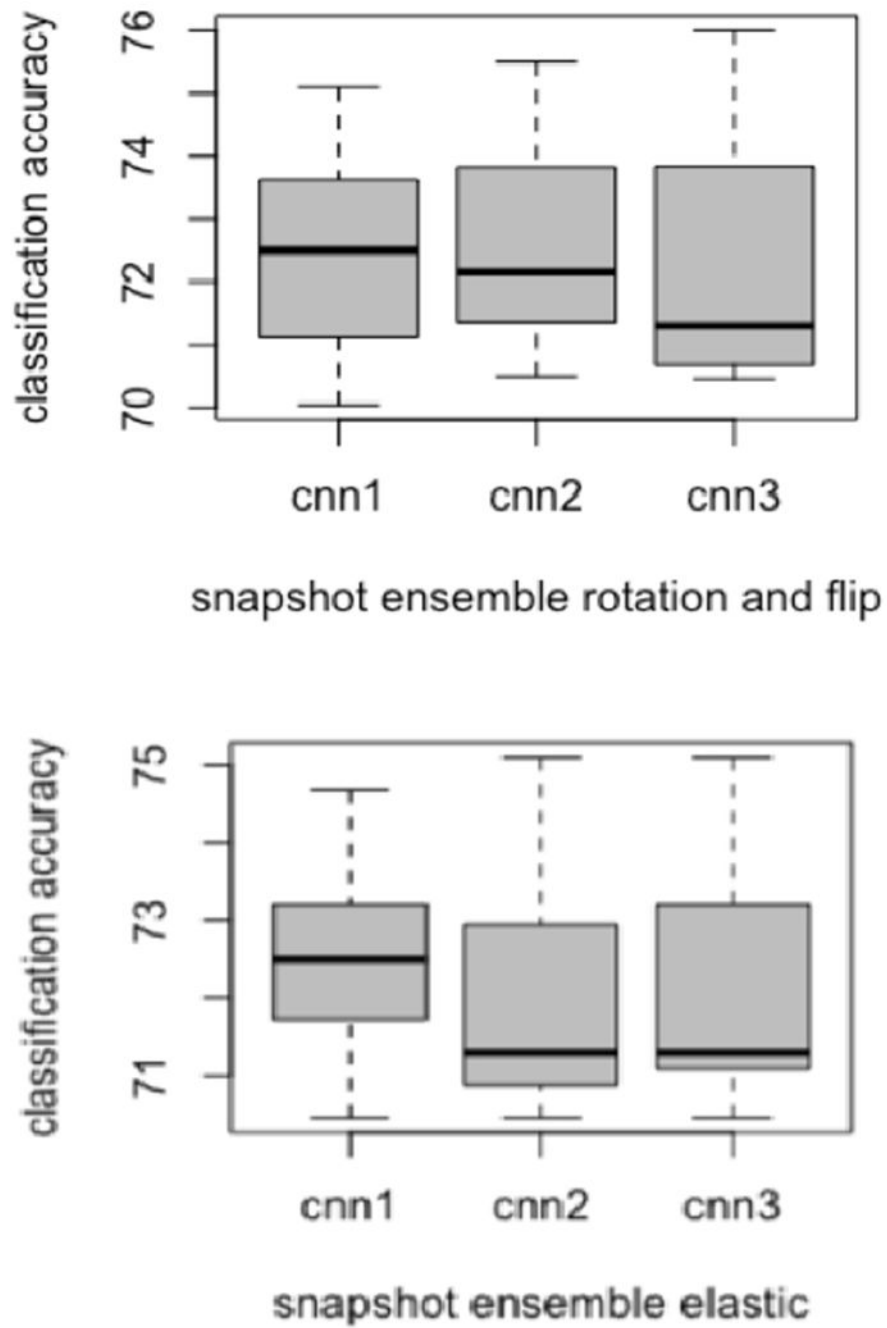 classification accuracy
76
74
72
70
cnn1 cnn2 cnn3
snapshot ensemble rotation and flip
classification accuracy
75
73
71
cnn1 cnn2 cnn3
snapshot ensemble elastic